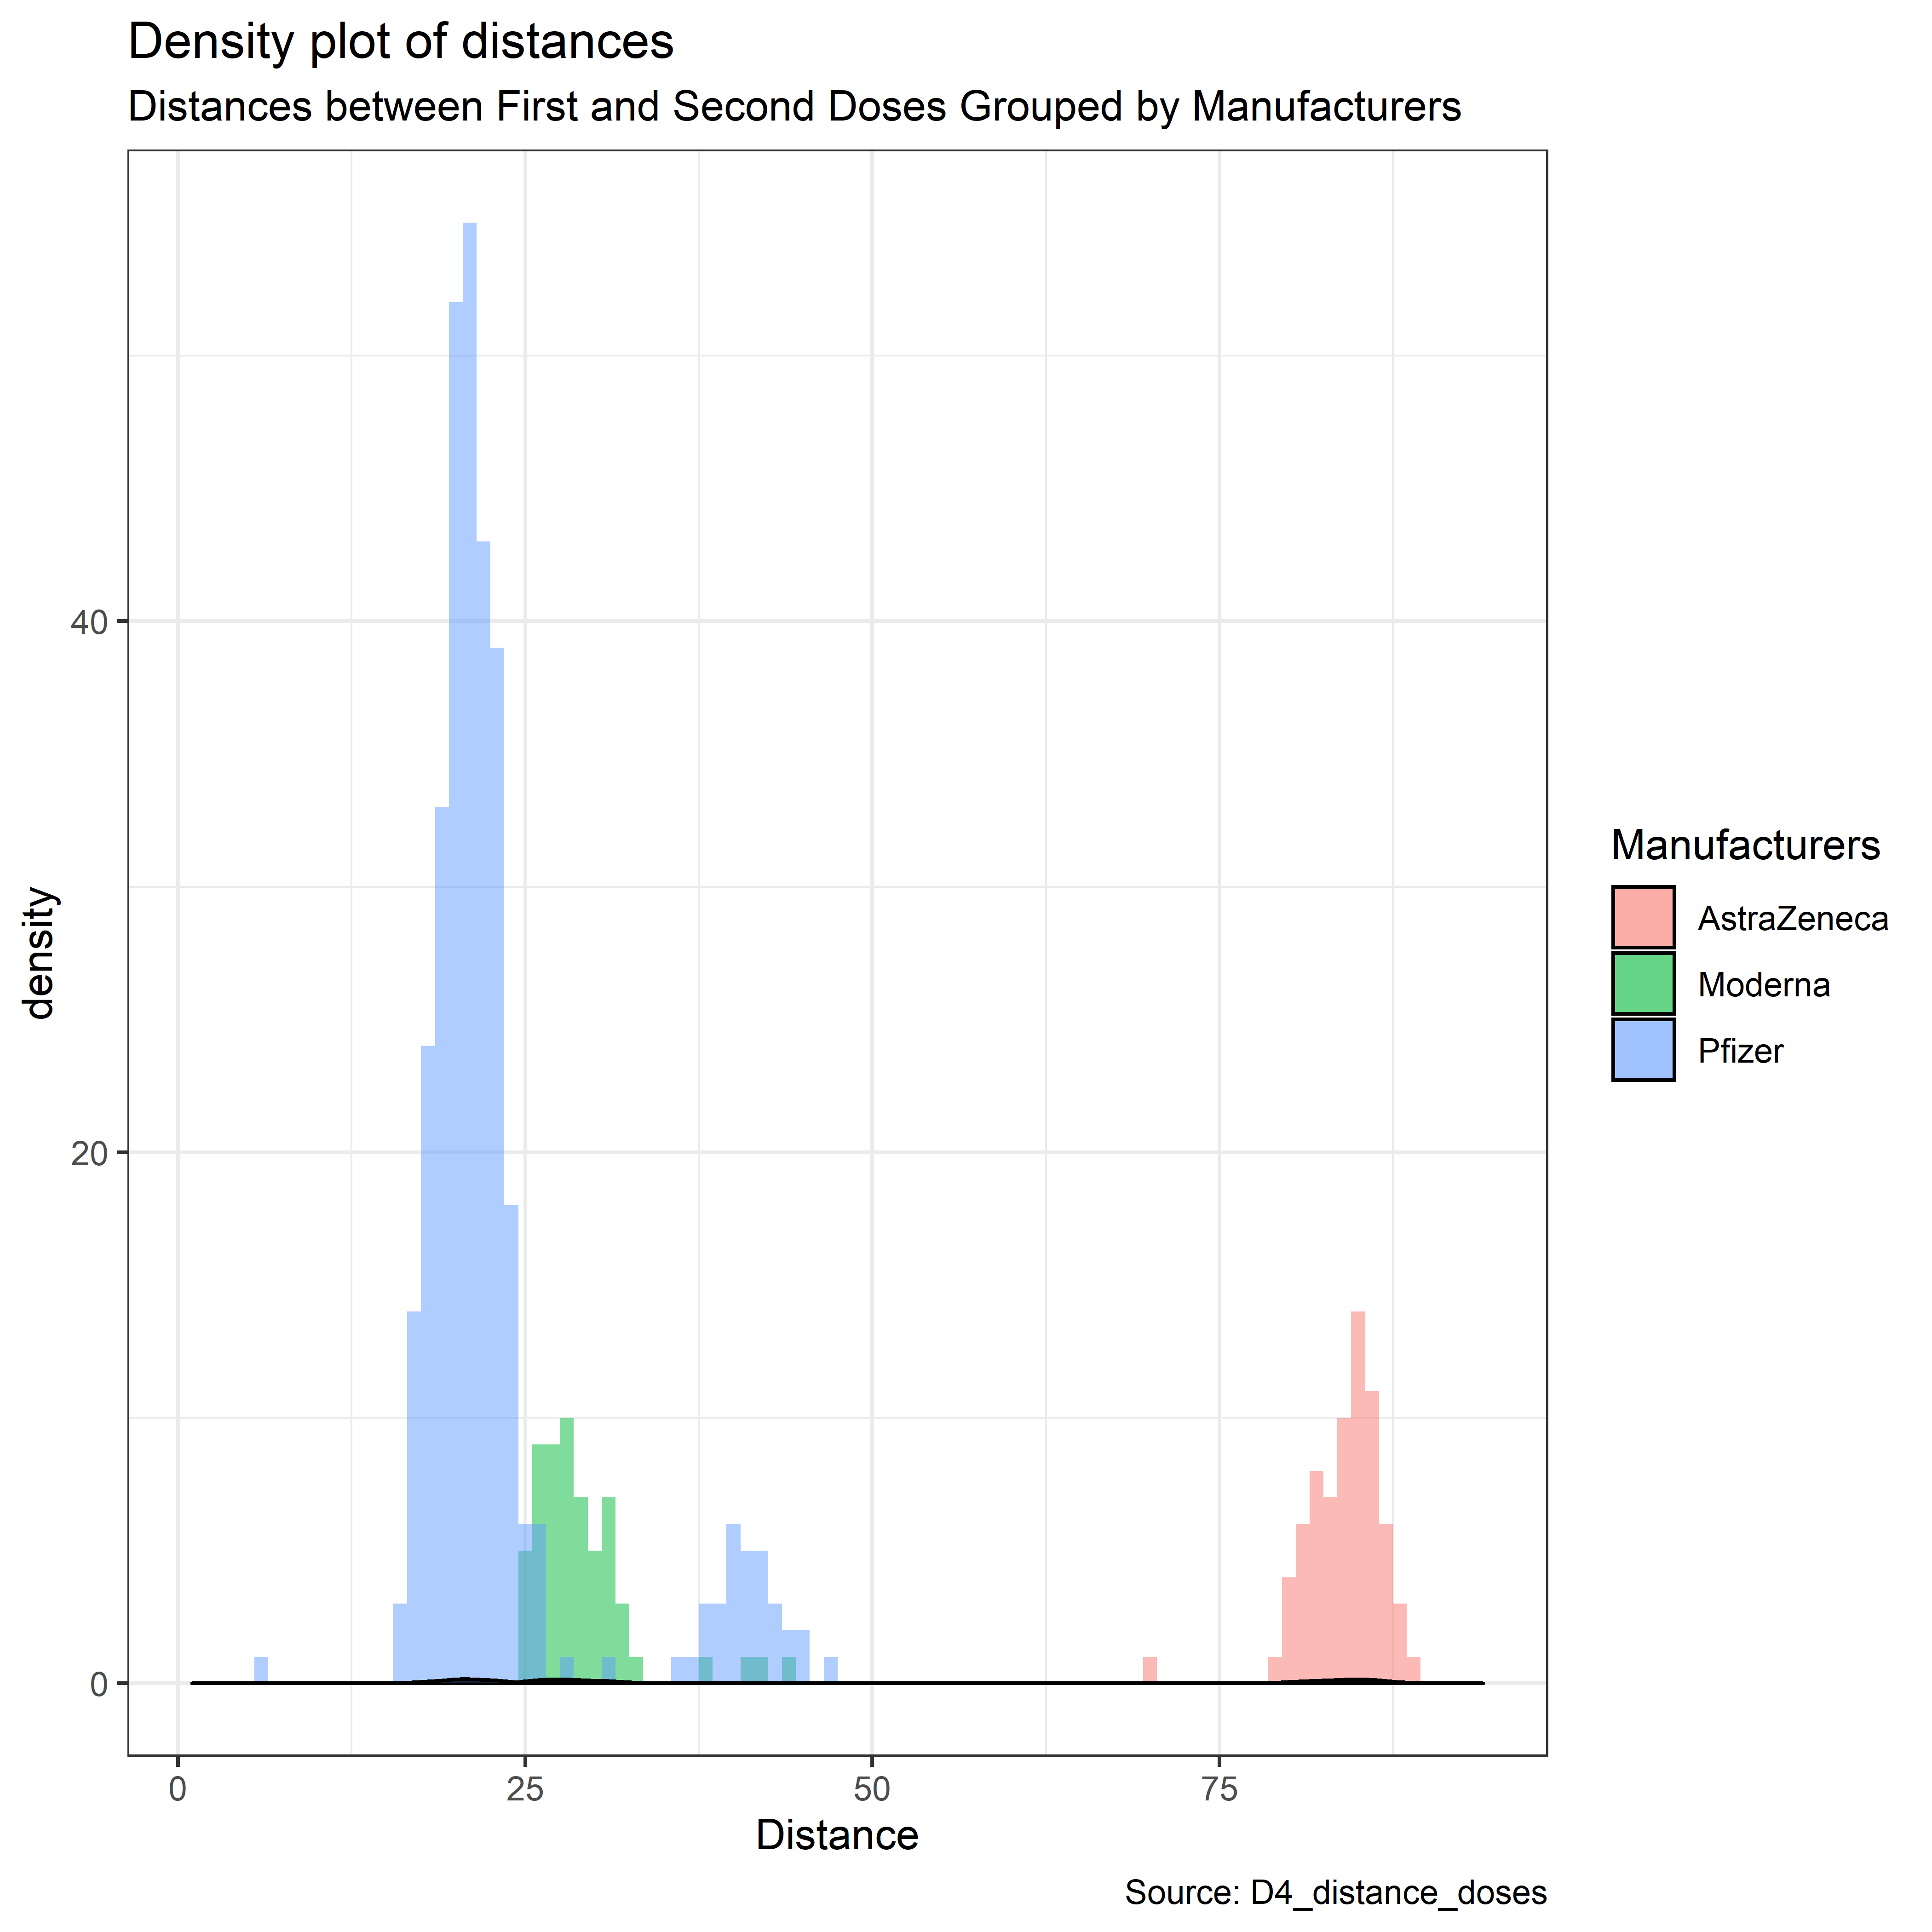 Density plot of distances
Distances between First and Second Doses Grouped by Manufacturers
density
40
20
0
0
25
50
75
Distance
Manufacturers
AstraZeneca
Moderna
Pfizer
Source: D4_distance_doses